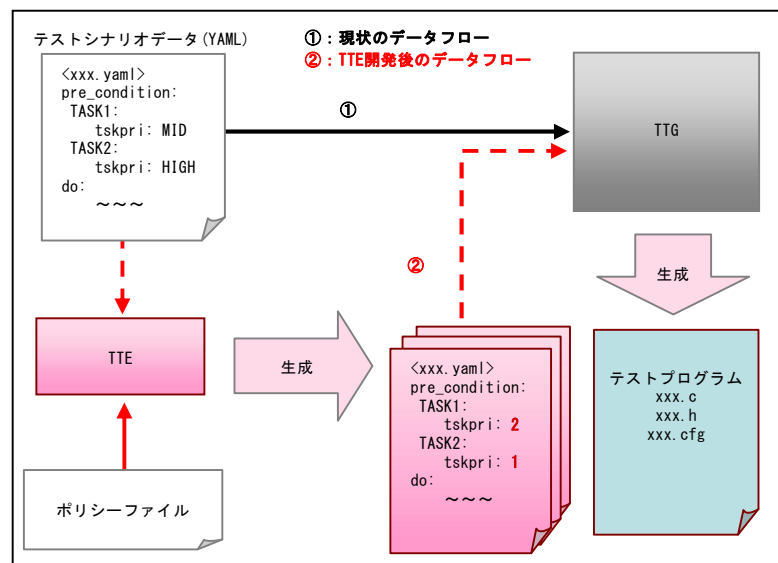 テストシナリオデータ(YAML)
①:現状のデータフロー
②:TTE開発後のデータフロー
<xxx.yaml>
pre_condition:
TASK1:
tskpri: MID
TASK2:
tskpri: HIGH
do:
~~~
①
TTG
②
生成
TTE
生成
<xxx.yaml>
pre_condition:
TASK1:
tskpri: 2
TASK2:
tskpri: 1
do:
~~~
テストプログラム
xxx.c
xxx.h
xxx.cfg
ポリシーファイル